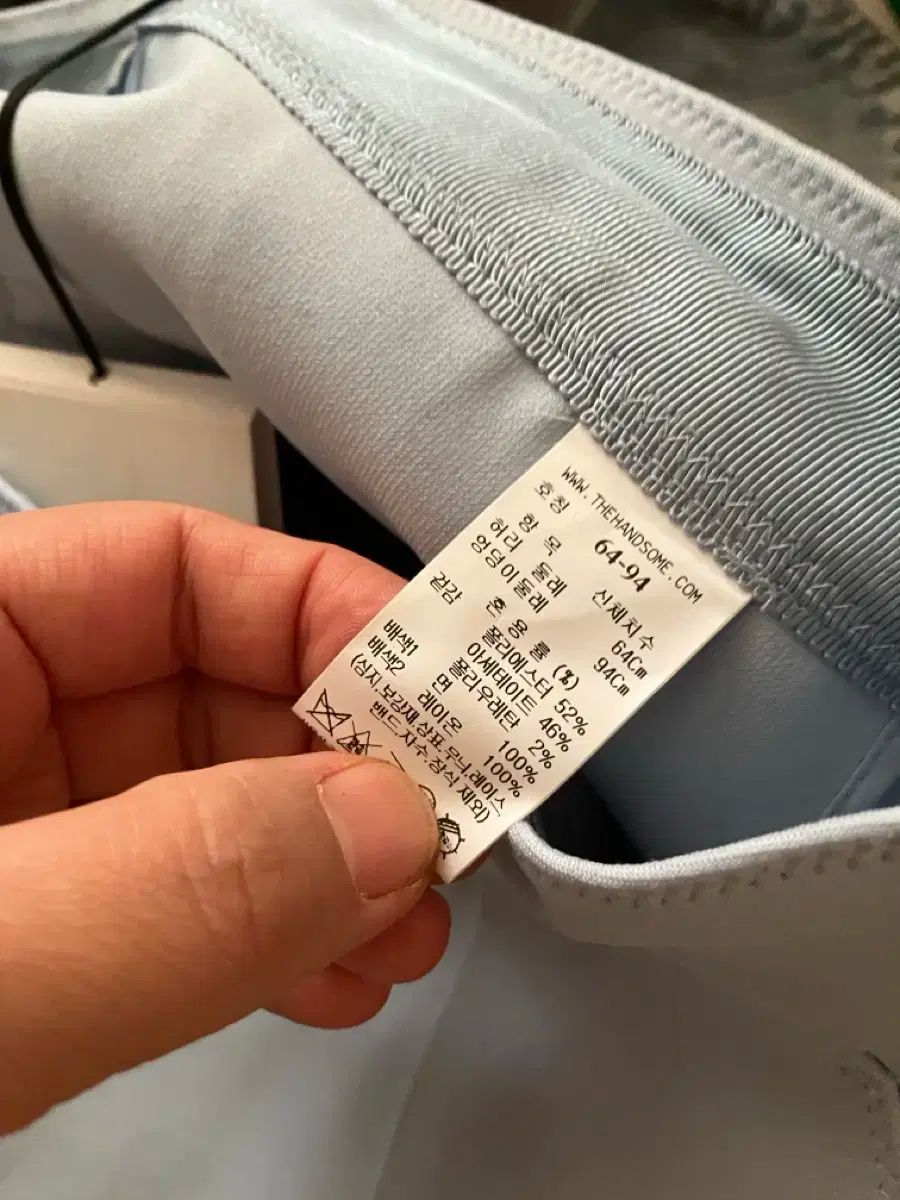 WWW.THEHANDSOME.COM
호칭 64-94
항 목 신체치수
허리 둘레 64Cm
엉덩이둘레 94Cm
혼 용 률 (%)
겉감 폴리에스터 52%
아세테이트 46%
폴리우레탄 2%
배색1 면 100%
배색2 레이온 100%
(심지,보강재,상표,무늬,레이스,
밴드,자수,장식 제외)